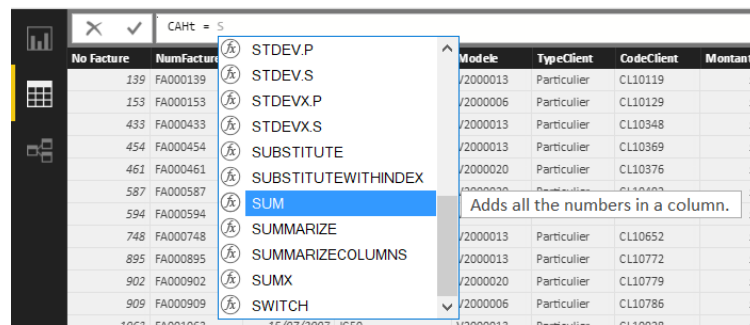 CAHt = S
No Facture NumFacture Modele TypeClient CodeClient Montant
139 FA000139 STDEV.P V2000013 Particulier CL10119
153 FA000153 STDEV.S V2000006 Particulier CL10129
433 FA000433 STDEVX.P V2000013 Particulier CL10348
454 FA000454 STDEVX.S V2000013 Particulier CL10369
461 FA000461 SUBSTITUTE V2000020 Particulier CL10376
587 FA000587 SUBSTITUTEWITHINDEX
594 FA000594 SUM Adds all the numbers in a column.
748 FA000748 SUMMARIZE V2000013 Particulier CL10652
895 FA000895 SUMMARIZECOLUMNS V2000013 Particulier CL10772
902 FA000902 SUMX V2000020 Particulier CL10779
909 FA000909 SWITCH V2000006 Particulier CL10786